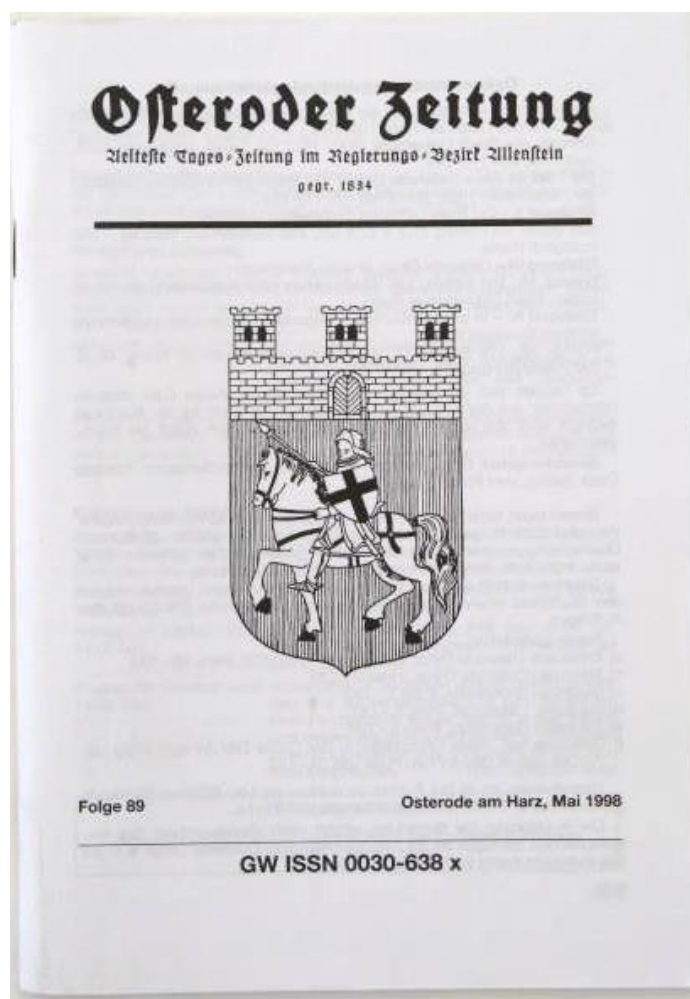 Osteroder Zeitung
Aelteste Tages-Zeitung im Regierungs-Bezirk Allenstein
gegr. 1834
Folge 89
Osterode am Harz, Mai 1998
GW ISSN 0030-638 x